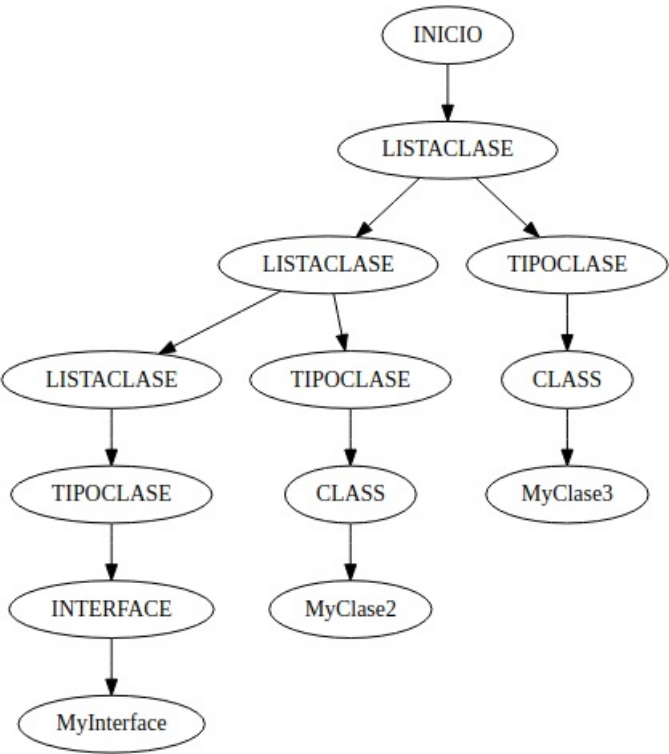 INICIO
LISTACLASE
LISTACLASE
TIPOCLASE
LISTACLASE
TIPOCLASE
CLASS
TIPOCLASE
CLASS
MyClase3
INTERFACE
MyClase2
MyInterface